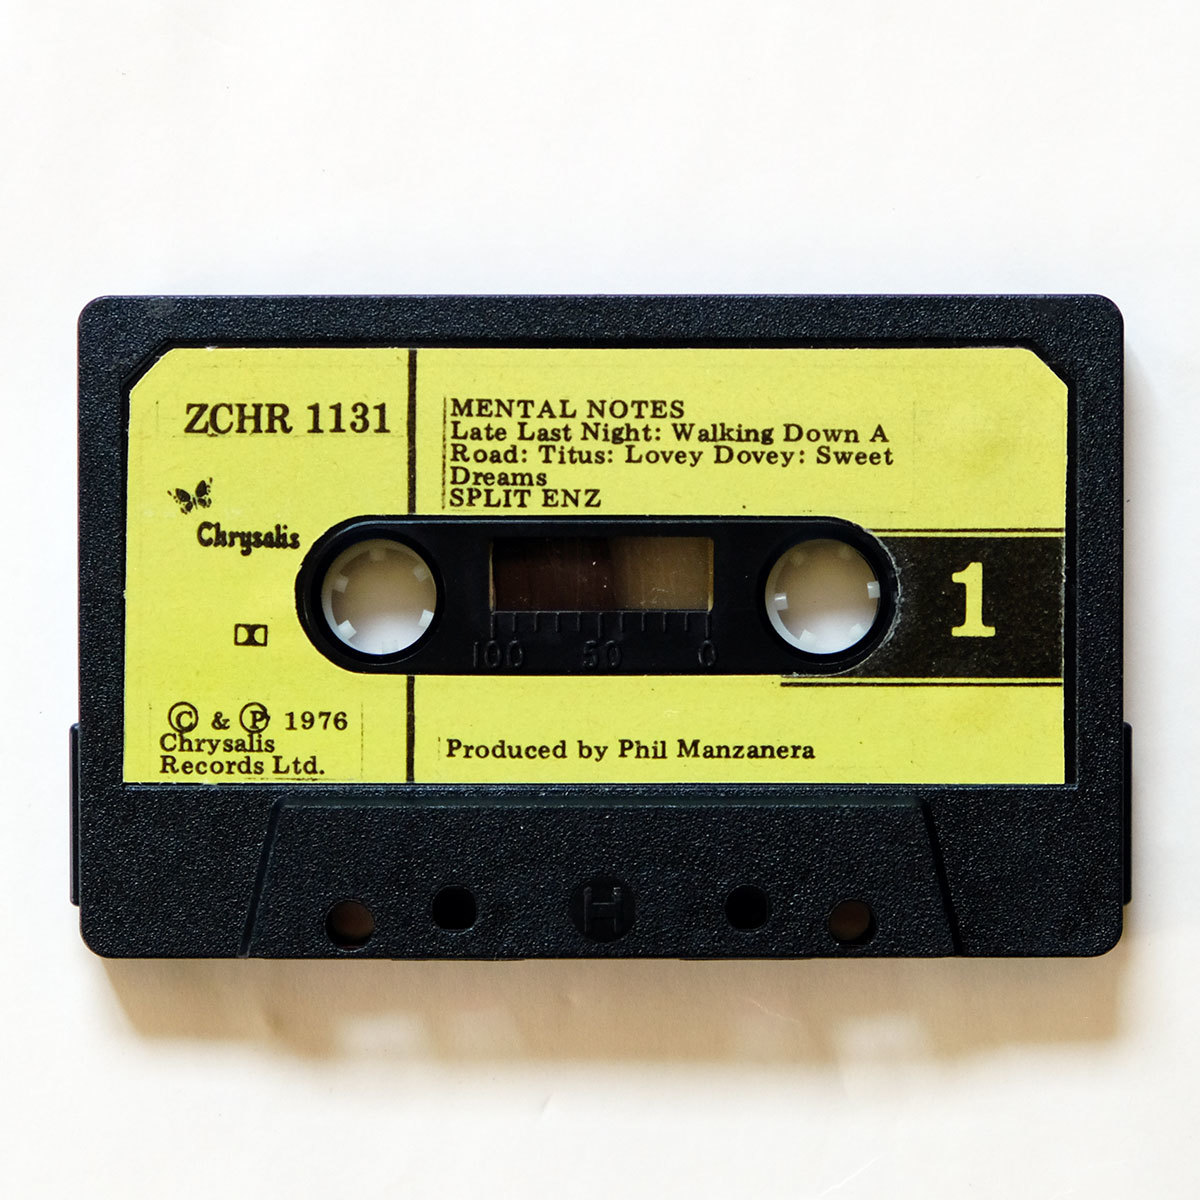 ZCHR 1131
MENTAL NOTES
Late Last Night: Walking Down A
Road: Titus: Lovey Dovey: Sweet
Dreams
SPLIT ENZ
Chrysalis
1
100 50 0
© & ℗ 1976
Chrysalis
Records Ltd.
Produced by Phil Manzanera
H